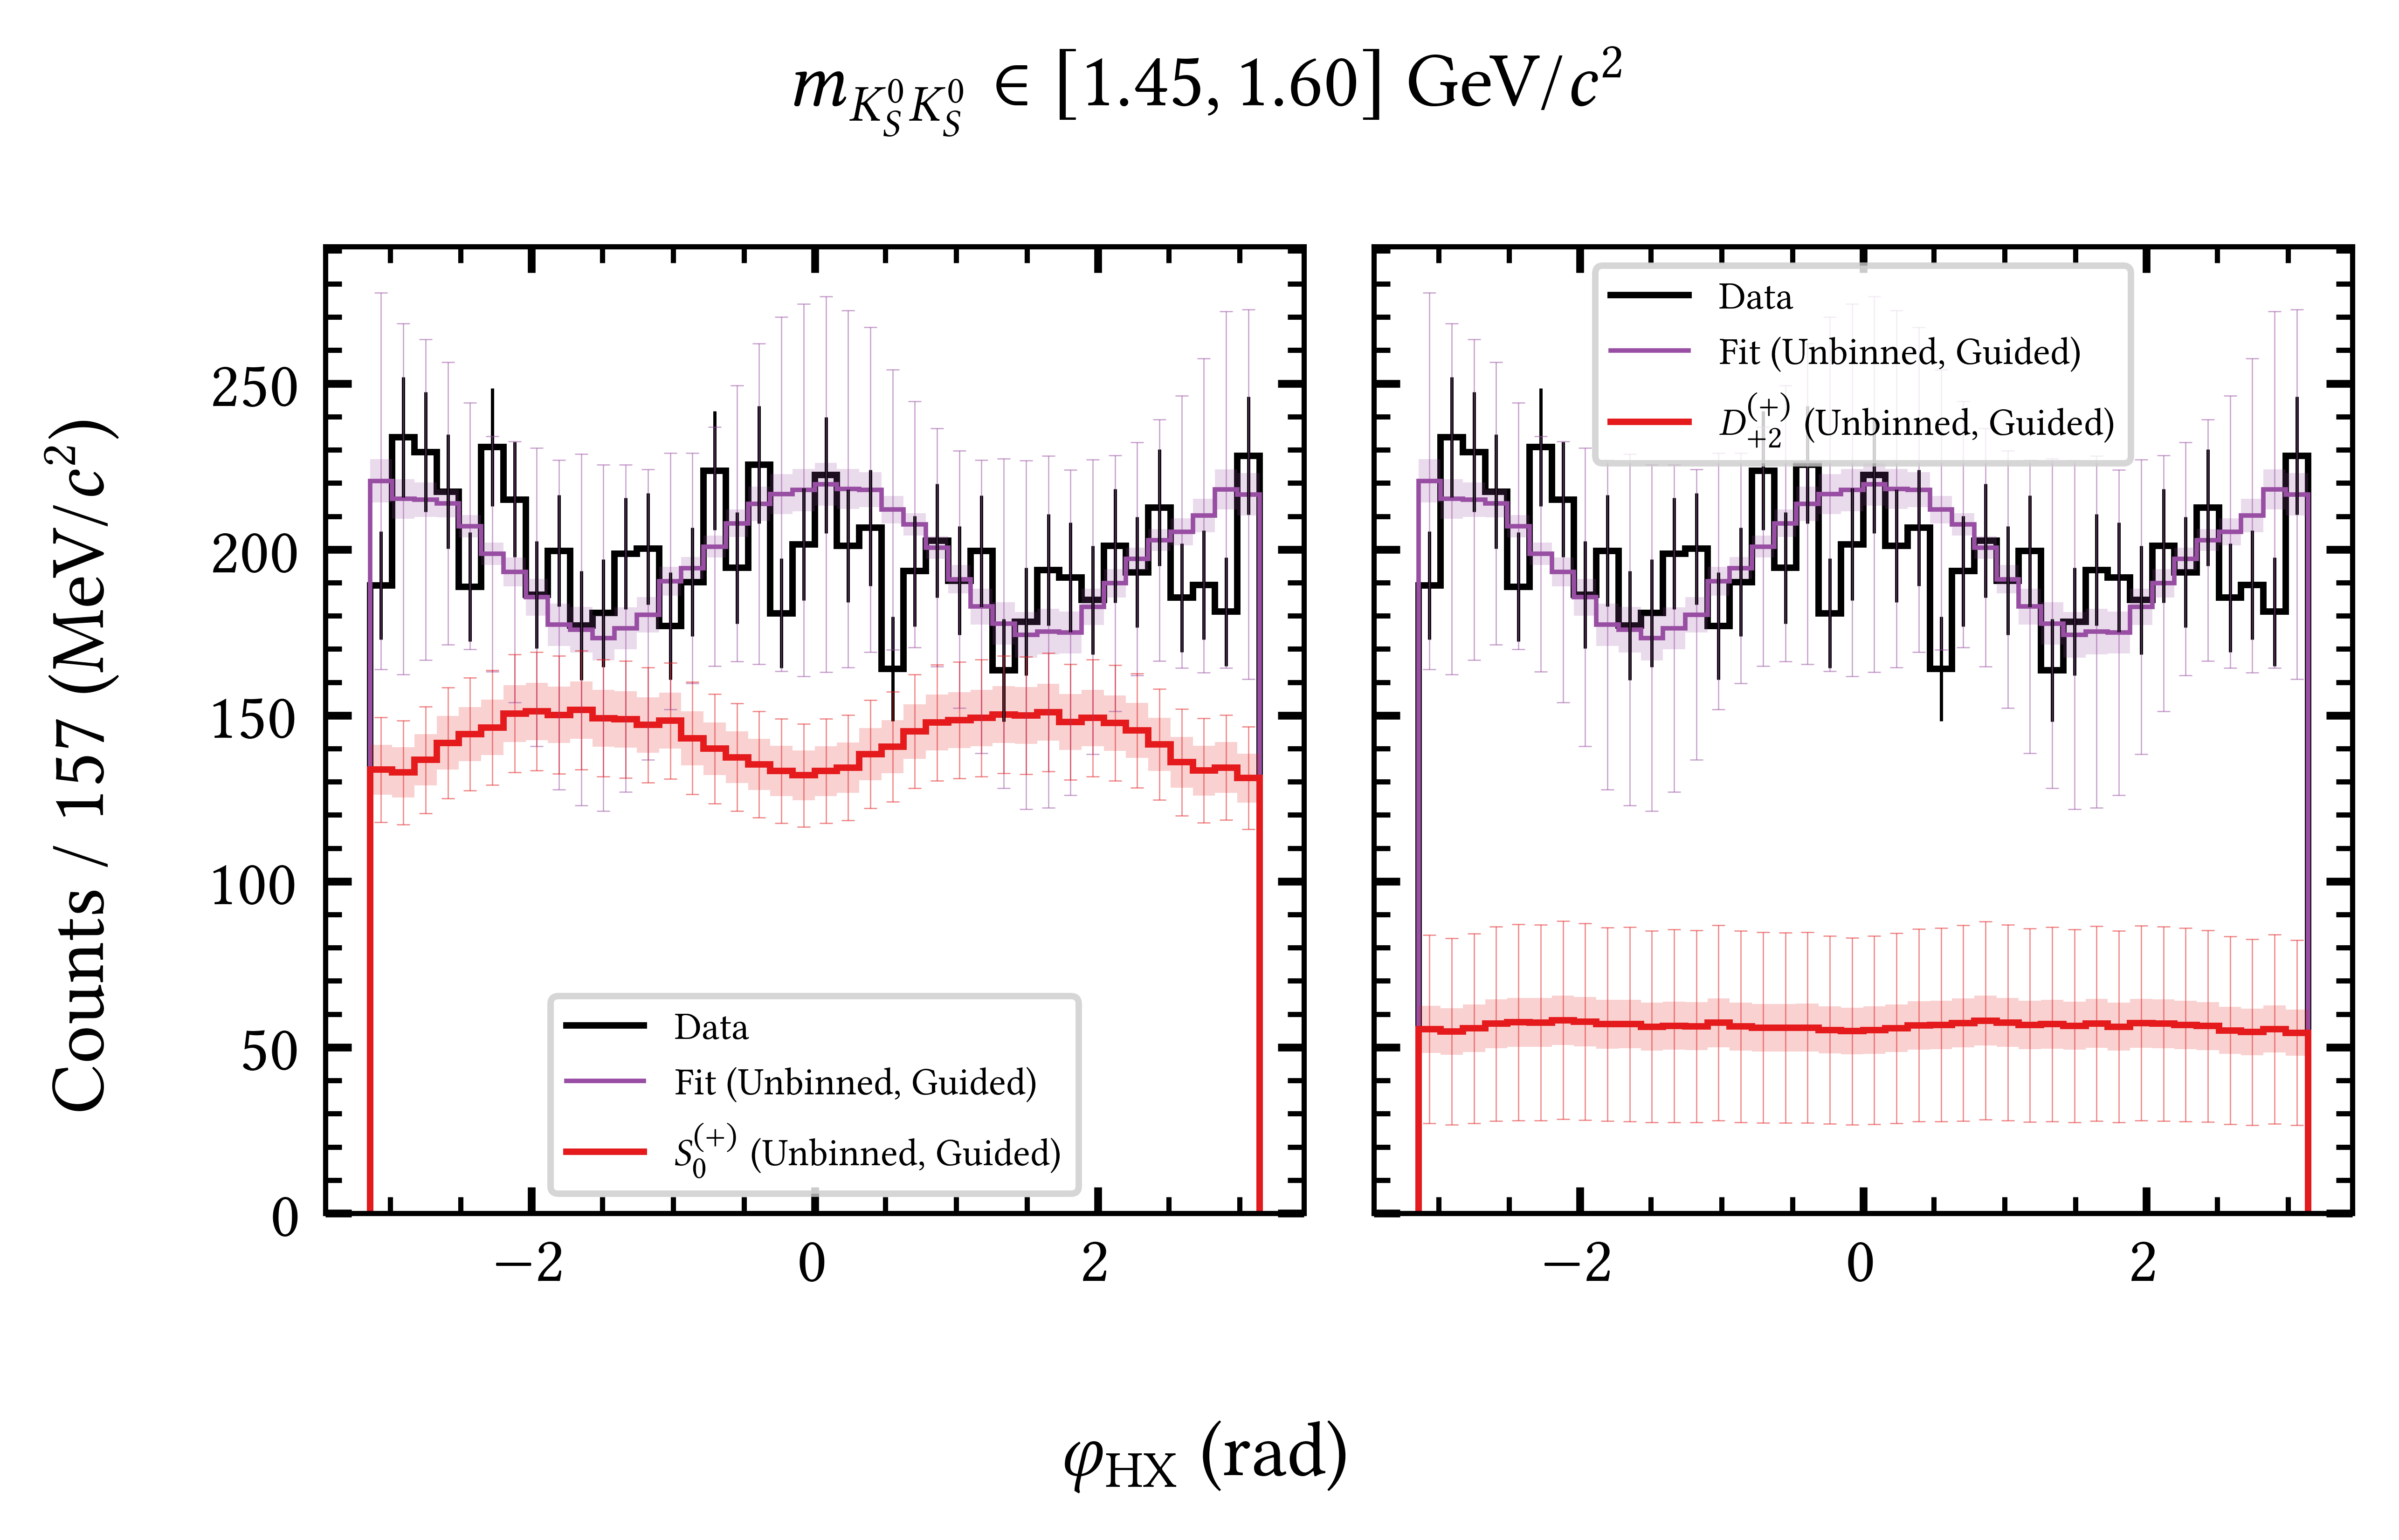 m_{K_S^0 K_S^0} ∈ [1.45, 1.60] GeV/c²
Counts / 157 (MeV/c²)
250
200
150
100
50
0
Data
Fit (Unbinned, Guided)
S_0^{(+)} (Unbinned, Guided)
Data
Fit (Unbinned, Guided)
D_{+2}^{(+)} (Unbinned, Guided)
−2 0 2
−2 0 2
φ_{HX} (rad)